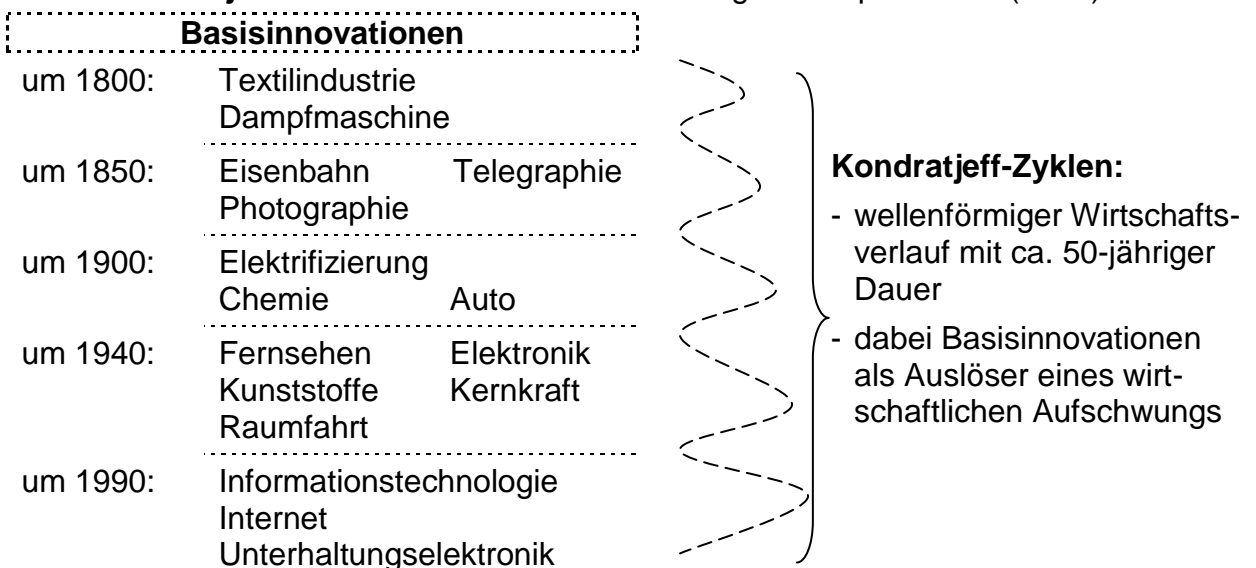 Basisinnovationen
um 1800: Textilindustrie
Dampfmaschine
um 1850: Eisenbahn Telegraphie
Photographie
um 1900: Elektrifizierung
Chemie Auto
um 1940: Fernsehen Elektronik
Kunststoffe Kernkraft
Raumfahrt
um 1990: Informationstechnologie
Internet
Unterhaltungselektronik
Kondratjeff-Zyklen:
- wellenförmiger Wirtschafts-
verlauf mit ca. 50-jähriger
Dauer
- dabei Basisinnovationen
als Auslöser eines wirt-
schaftlichen Aufschwungs